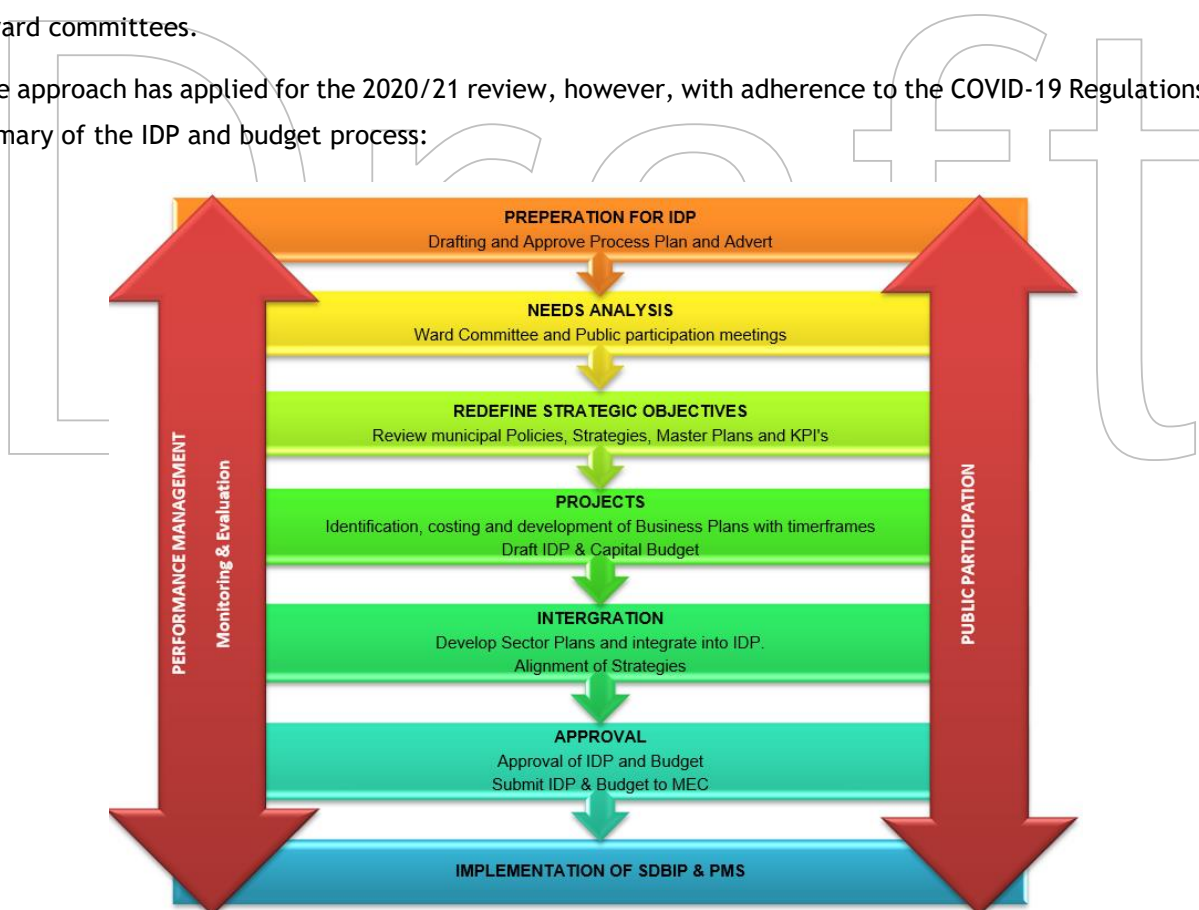 ard committees.
e approach has applied for the 2020/21 review, however, with adherence to the COVID-19 Regulations
mary of the IDP and budget process:
Draft
PREPERATION FOR IDP
Drafting and Approve Process Plan and Advert
NEEDS ANALYSIS
Ward Committee and Public participation meetings
REDEFINE STRATEGIC OBJECTIVES
Review municipal Policies, Strategies, Master Plans and KPI's
PROJECTS
Identification, costing and development of Business Plans with timerframes
Draft IDP & Capital Budget
INTERGRATION
Develop Sector Plans and integrate into IDP.
Alignment of Strategies
APPROVAL
Approval of IDP and Budget
Submit IDP & Budget to MEC
IMPLEMENTATION OF SDBIP & PMS
PERFORMANCE MANAGEMENT
Monitoring & Evaluation
PUBLIC PARTICIPATION